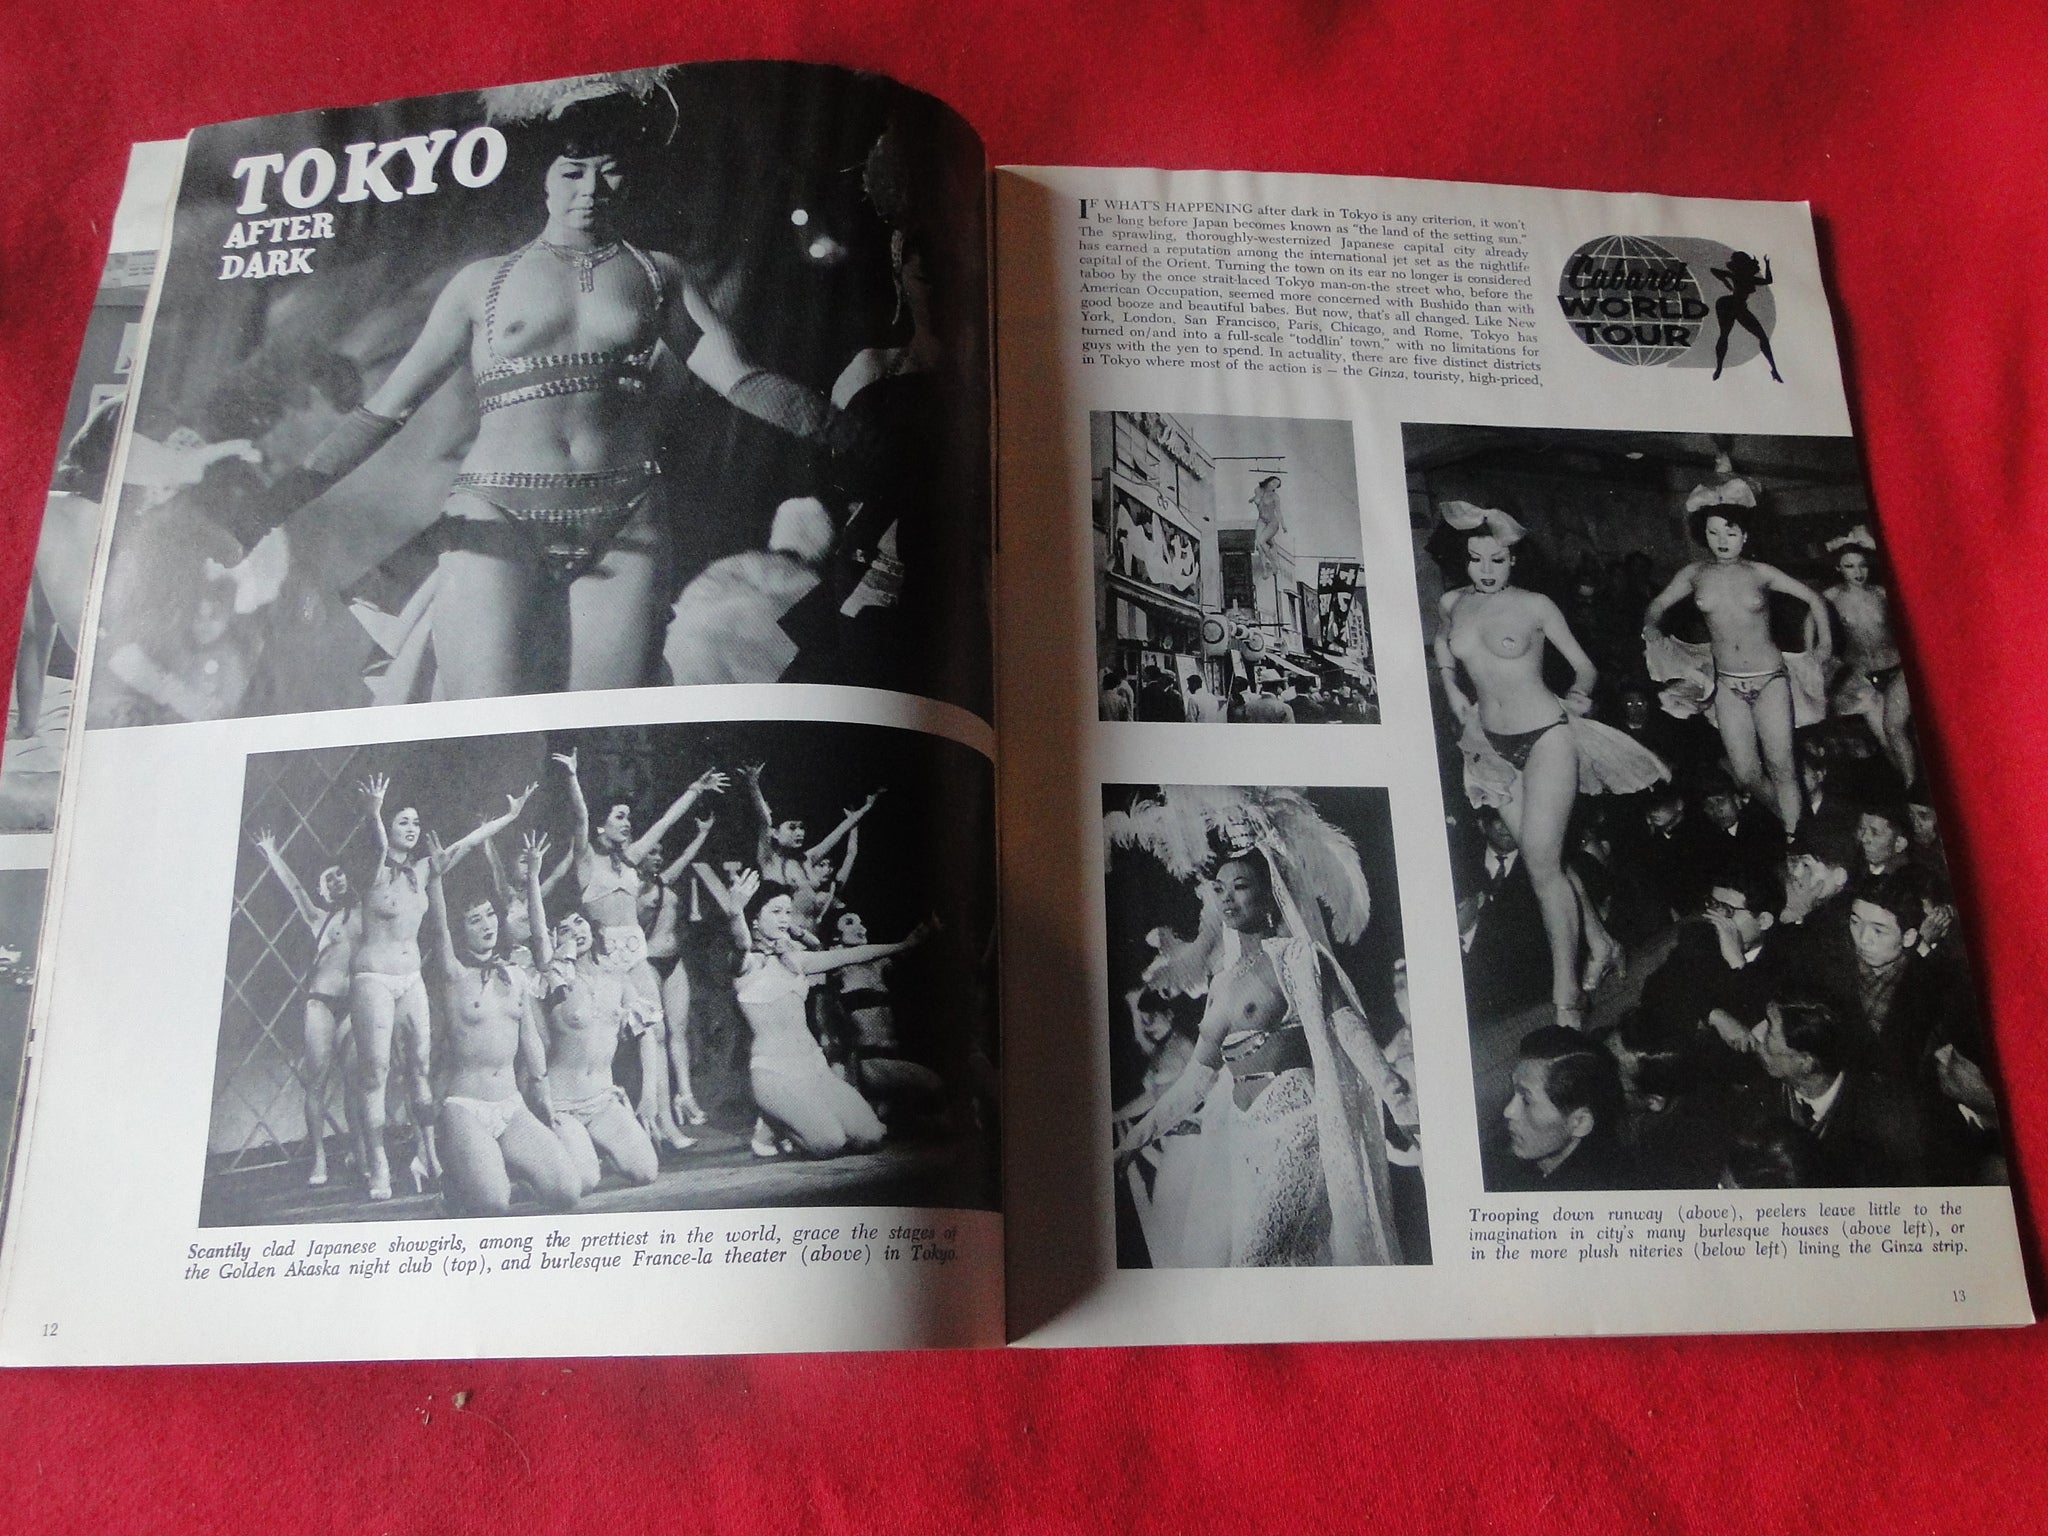 TOKYO
AFTER
DARK
Scantily clad Japanese showgirls, among the prettiest in the world, grace the stages of
the Golden Akaska night club (top), and burlesque France-la theater (above) in Tokyo.
12
IF WHAT'S HAPPENING after dark in Tokyo is any criterion, it won't
be long before Japan becomes known as "the land of the setting sun."
The sprawling, thoroughly-westernized Japanese capital city already
has earned a reputation among the international jet set as the nightlife
capital of the Orient. Turning the town on its ear no longer is considered
taboo by the once strait-laced Tokyo man-on-the street who, before the
American Occupation, seemed more concerned with Bushido than with
good booze and beautiful babes. But now, that's all changed. Like New
York, London, San Francisco, Paris, Chicago, and Rome, Tokyo has
turned on/and into a full-scale "toddlin' town," with no limitations for
guys with the yen to spend. In actuality, there are five distinct districts
in Tokyo where most of the action is — the Ginza, touristy, high-priced,
Cabaret
WORLD
TOUR
Trooping down runway (above), peelers leave little to the
imagination in city's many burlesque houses (above left), or
in the more plush niteries (below left) lining the Ginza strip.
13